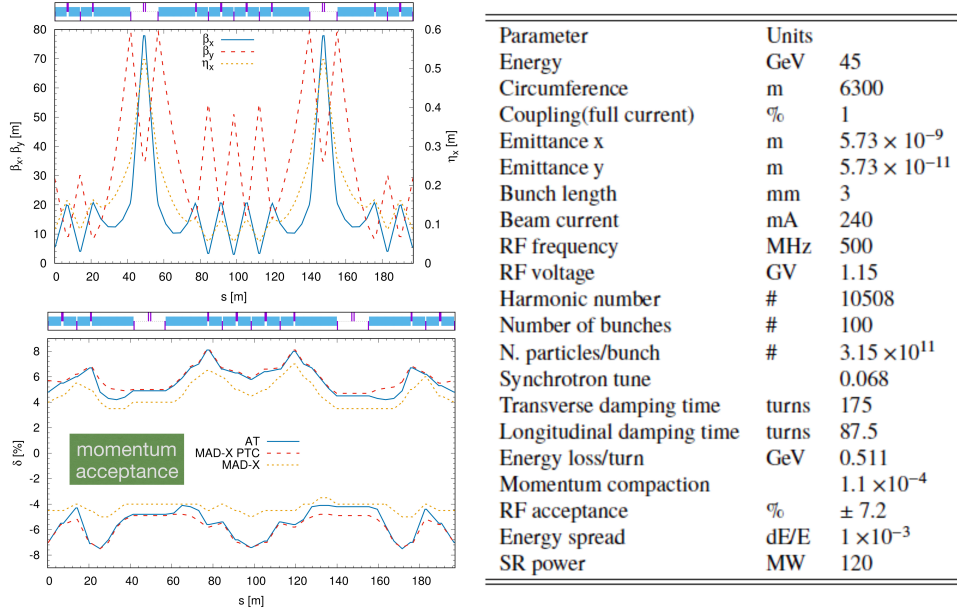 80
70
60
50
40
30
20
10
0
βx, βy [m]
βx
βy
ηx
0.6
0.5
0.4
0.3
0.2
0.1
0
ηx [m]
0 20 40 60 80 100 120 140 160 180
s [m]
8
6
4
2
0
-2
-4
-6
-8
δ [%]
momentum
acceptance
AT
MAD-X PTC
MAD-X
0 20 40 60 80 100 120 140 160 180
s [m]
Parameter Units
Energy GeV 45
Circumference m 6300
Coupling(full current) % 1
Emittance x m 5.73 × 10⁻⁹
Emittance y m 5.73 × 10⁻¹¹
Bunch length mm 3
Beam current mA 240
RF frequency MHz 500
RF voltage GV 1.15
Harmonic number # 10508
Number of bunches # 100
N. particles/bunch # 3.15 ×10¹¹
Synchrotron tune 0.068
Transverse damping time turns 175
Longitudinal damping time turns 87.5
Energy loss/turn GeV 0.511
Momentum compaction 1.1 ×10⁻⁴
RF acceptance % ± 7.2
Energy spread dE/E 1 ×10⁻³
SR power MW 120